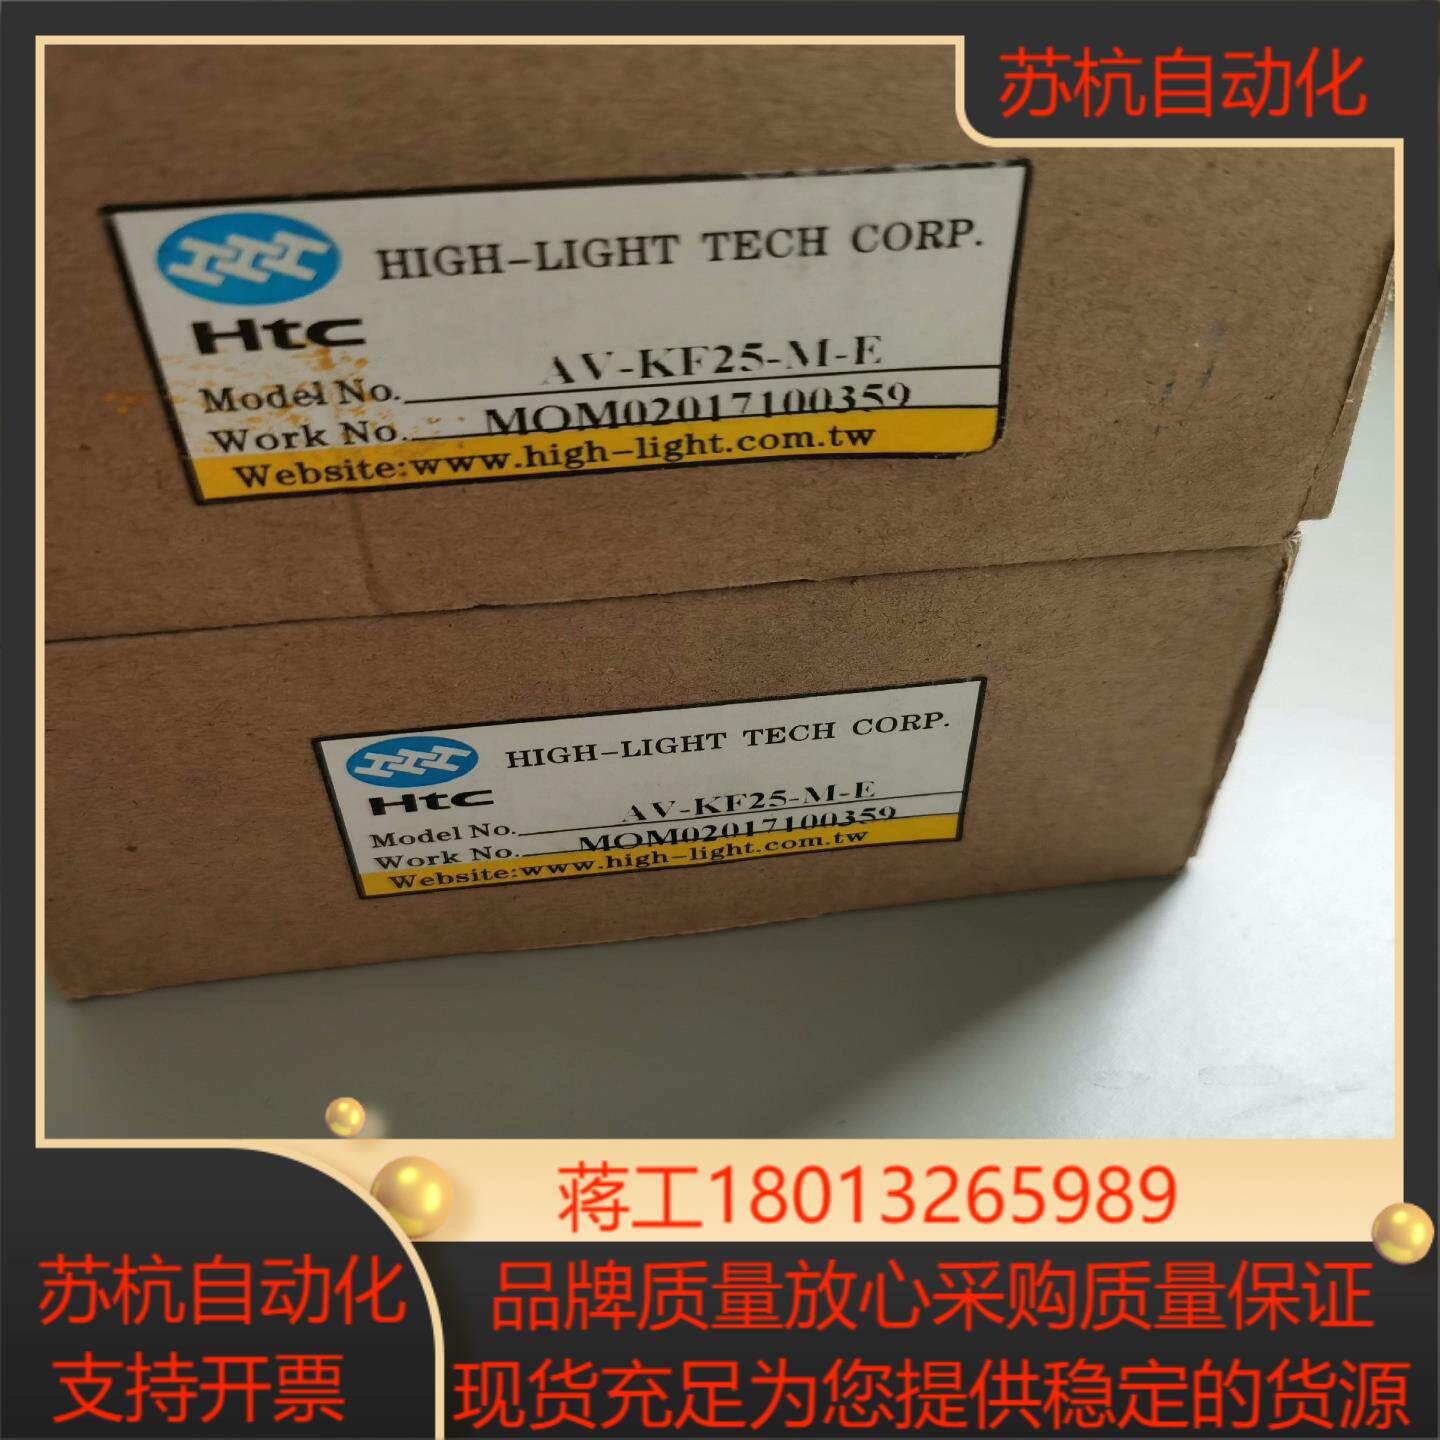 苏杭自动化
HIGH-LIGHT TECH CORP.
Htc
Model No. AV-KF25-M-E
Work No. MOM02017100359
Website:www.high-light.com.tw
HIGH-LIGHT TECH CORP.
Htc
Model No. AV-KF25-M-E
Work No. MOM02017100359
Website:www.high-light.com.tw
蒋工18013265989
苏杭自动化
支持开票
品牌质量放心采购质量保证
现货充足为您提供稳定的货源